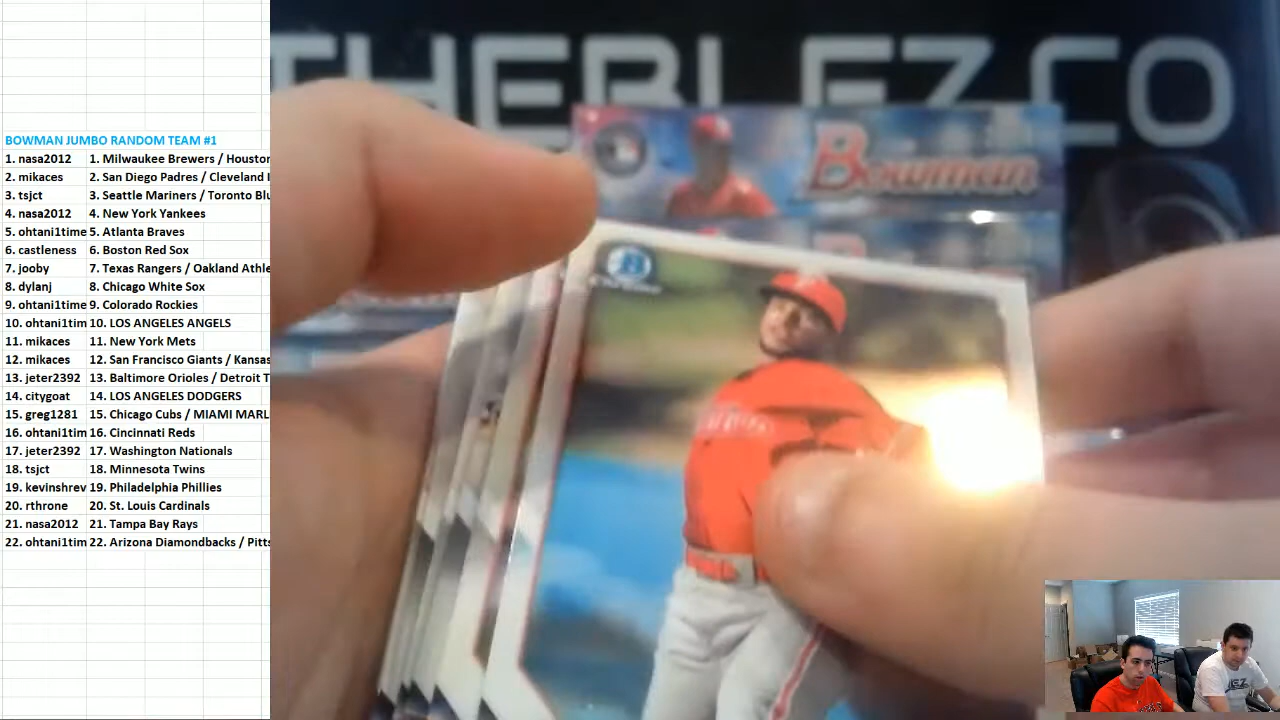 THEBLEZ.CO
BOWMAN JUMBO RANDOM TEAM #1
1. nasa2012 1. Milwaukee Brewers / Houston
2. mikaces 2. San Diego Padres / Cleveland I
3. tsjct 3. Seattle Mariners / Toronto Blu
4. nasa2012 4. New York Yankees
5. ohtani1time 5. Atlanta Braves
6. castleness 6. Boston Red Sox
7. jooby 7. Texas Rangers / Oakland Athle
8. dylanj 8. Chicago White Sox
9. ohtani1time 9. Colorado Rockies
10. ohtani1tim 10. LOS ANGELES ANGELS
11. mikaces 11. New York Mets
12. mikaces 12. San Francisco Giants / Kansas
13. jeter2392 13. Baltimore Orioles / Detroit T
14. citygoat 14. LOS ANGELES DODGERS
15. greg1281 15. Chicago Cubs / MIAMI MARL
16. ohtani1tim 16. Cincinnati Reds
17. jeter2392 17. Washington Nationals
18. tsjct 18. Minnesota Twins
19. kevinshrev 19. Philadelphia Phillies
20. rthrone 20. St. Louis Cardinals
21. nasa2012 21. Tampa Bay Rays
22. ohtani1tim 22. Arizona Diamondbacks / Pitts
Bowman
B